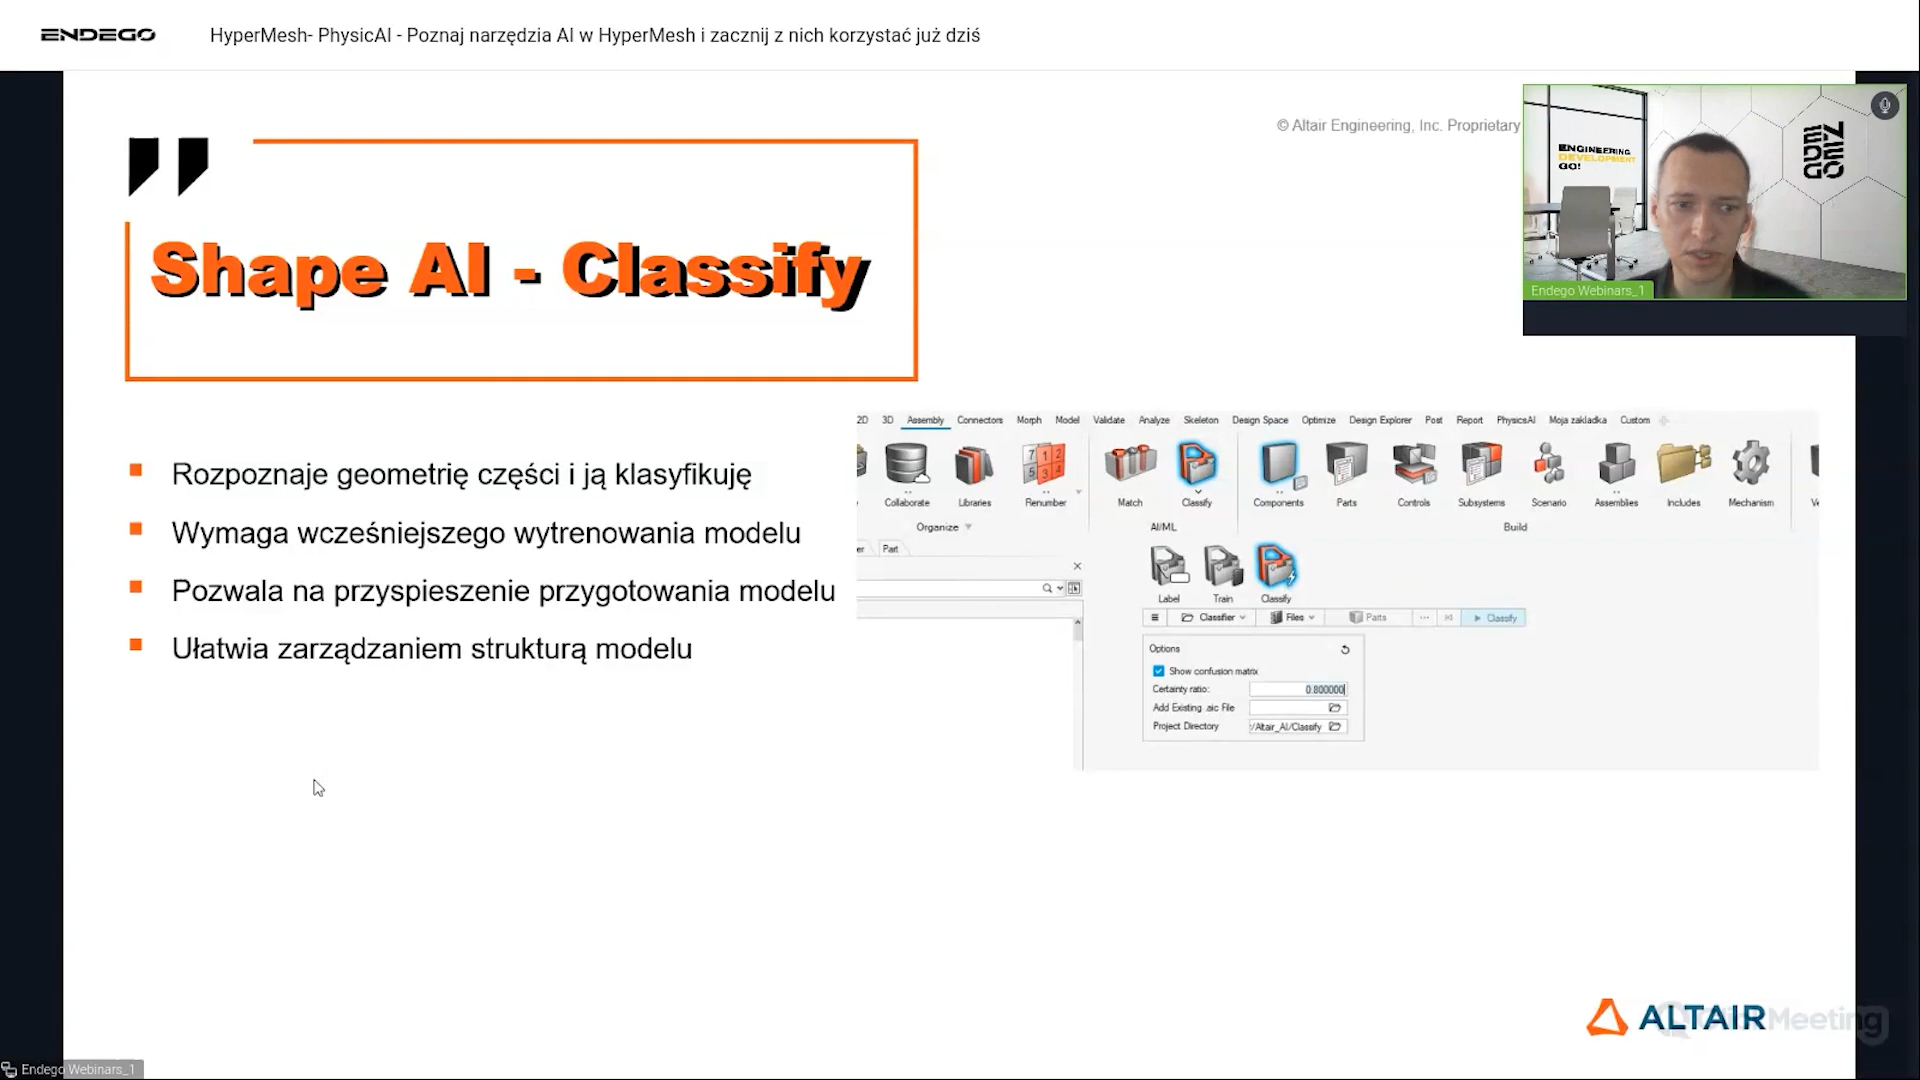 ENDEGO
HyperMesh- PhysicAI - Poznaj narzędzia AI w HyperMesh i zacznij z nich korzystać już dziś
© Altair Engineering, Inc. Proprietary
ENGINEERING
DEVELOPMENT
GO!
Endego Webinars_1
Shape AI - Classify
Rozpoznaje geometrię części i ją klasyfikuję
Wymaga wcześniejszego wytrenowania modelu
Pozwala na przyspieszenie przygotowania modelu
Ułatwia zarządzaniem strukturą modelu
2D 3D Assembly Connectors Morph Model Validate Analyze Skeleton Design Space Optimize Design Explorer Post Report PhysicsAI Moja zakladka Custom
Collaborate Libraries Renumber Match Classify Components Parts Controls Subsystems Scenario Assemblies Includes Mechanism
Organize AI/ML Build
Part
Label Train Classify
Classifier Files Parts Classify
Options
Show confusion matrix
Certainty ratio: 0.800000
Add Existing .aic File
Project Directory /Altair_AI/Classify
ALTAIR
Meeting
Endego Webinars_1